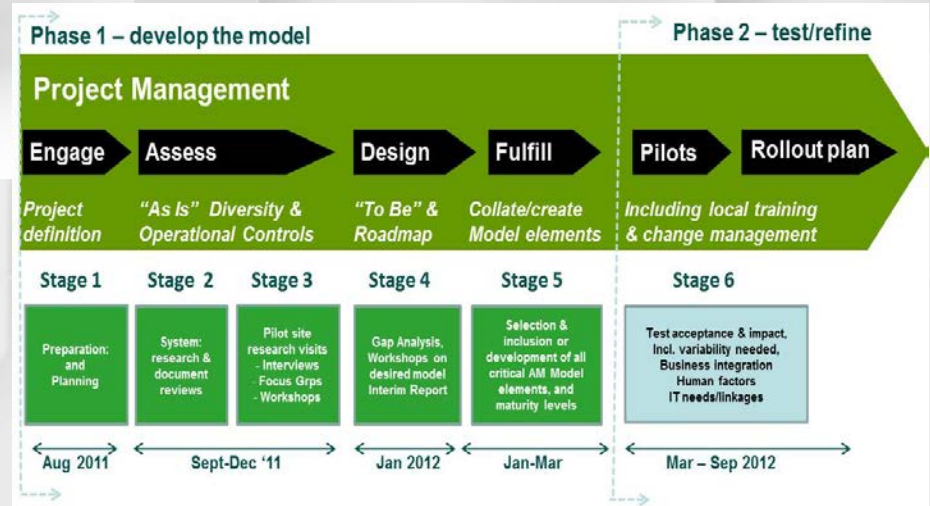 Phase 1 – develop the model
Phase 2 – test/refine
Project Management
Engage
Assess
Design
Fulfill
Pilots
Rollout plan
Project
definition
“As Is” Diversity &
Operational Controls
“To Be” &
Roadmap
Collate/create
Model elements
Including local training
& change management
Stage 1
Stage 2
Stage 3
Stage 4
Stage 5
Stage 6
Preparation:
and
Planning
System:
research &
document
reviews
Pilot site
research visits
- Interviews
- Focus Grps
- Workshops
Gap Analysis,
Workshops on
desired model
Interim Report
Selection &
inclusion or
development of all
critical AM Model
elements, and
maturity levels
Test acceptance & impact,
Incl. variability needed,
Business integration
Human factors
IT needs/linkages
Aug 2011
Sept-Dec ‘11
Jan 2012
Jan-Mar
Mar – Sep 2012